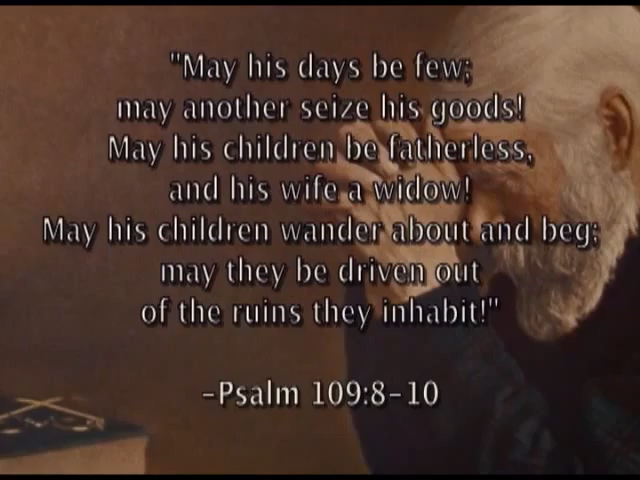 "May his days be few;
may another seize his goods!
May his children be fatherless,
and his wife a widow!
May his children wander about and beg;
may they be driven out
of the ruins they inhabit!"
-Psalm 109:8-10